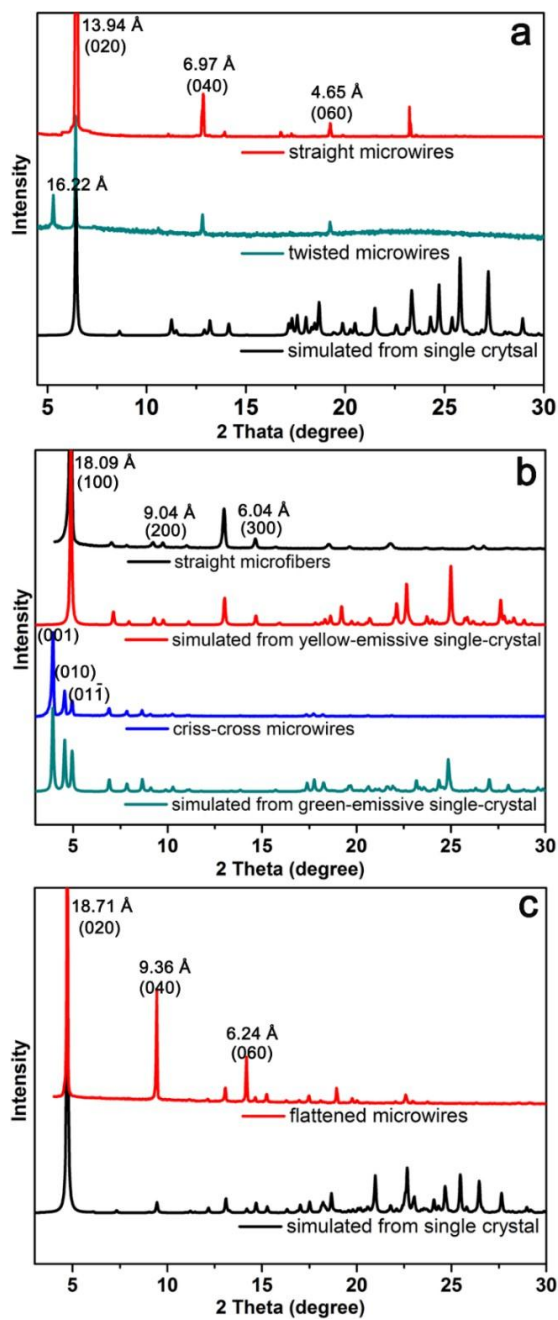 a
13.94 Å
(020)
6.97 Å
(040)
4.65 Å
(060)
straight microwires
16.22 Å
twisted microwires
simulated from single crytsal
Intensity
5 10 15 20 25 30
2 Thata (degree)
b
18.09 Å
(100)
9.04 Å
(200)
6.04 Å
(300)
straight microfibers
simulated from yellow-emissive single-crystal
(001)
(010)
(011̄)
criss-cross microwires
simulated from green-emissive single-crystal
Intensity
5 10 15 20 25 30
2 Theta (degree)
c
18.71 Å
(020)
9.36 Å
(040)
6.24 Å
(060)
flattened microwires
simulated from single crystal
Intensity
5 10 15 20 25 30
2 Theta (degree)